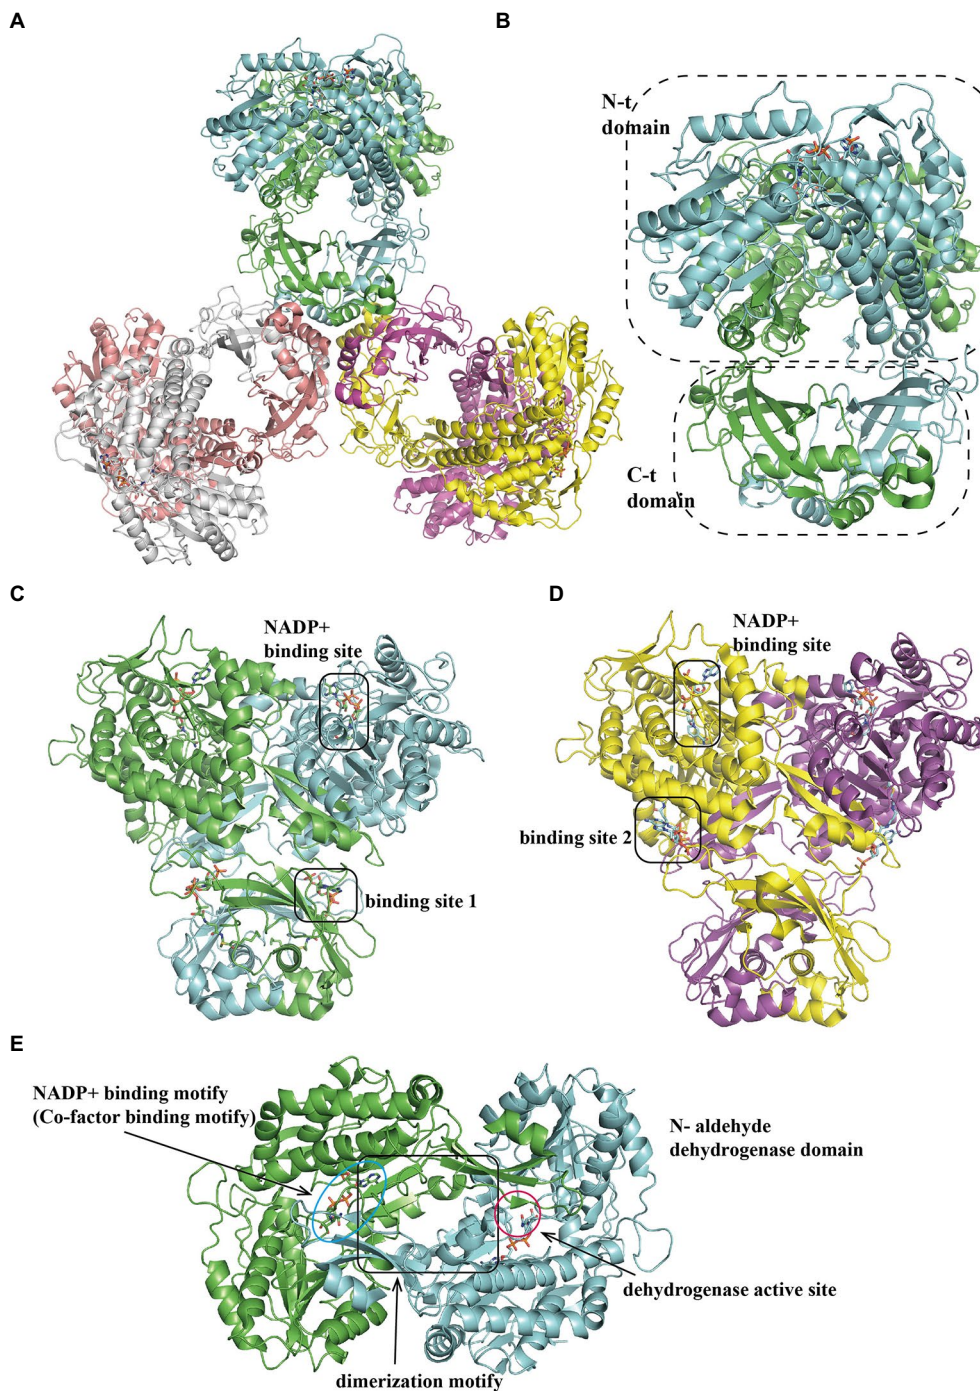 A
B
N-t
domain
C-t
domain
C
NADP+
binding site
binding site 1
D
NADP+
binding site
binding site 2
E
NADP+ binding motify
(Co-factor binding motify)
N- aldehyde
dehydrogenase domain
dehydrogenase active site
dimerization motify